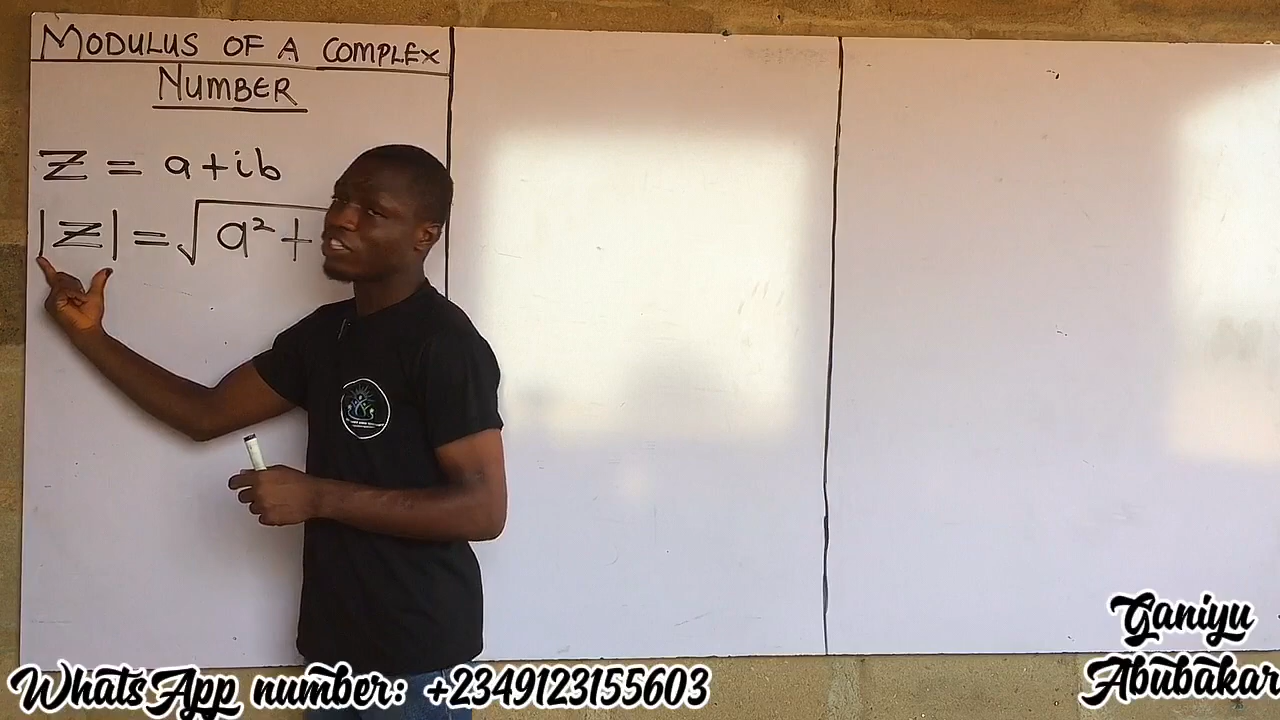 MODULUS OF A COMPLEX
NUMBER
Z = a+ib
|Z| = √a² +
WhatsApp number: +2349123155603
Ganiyu
Abubakar